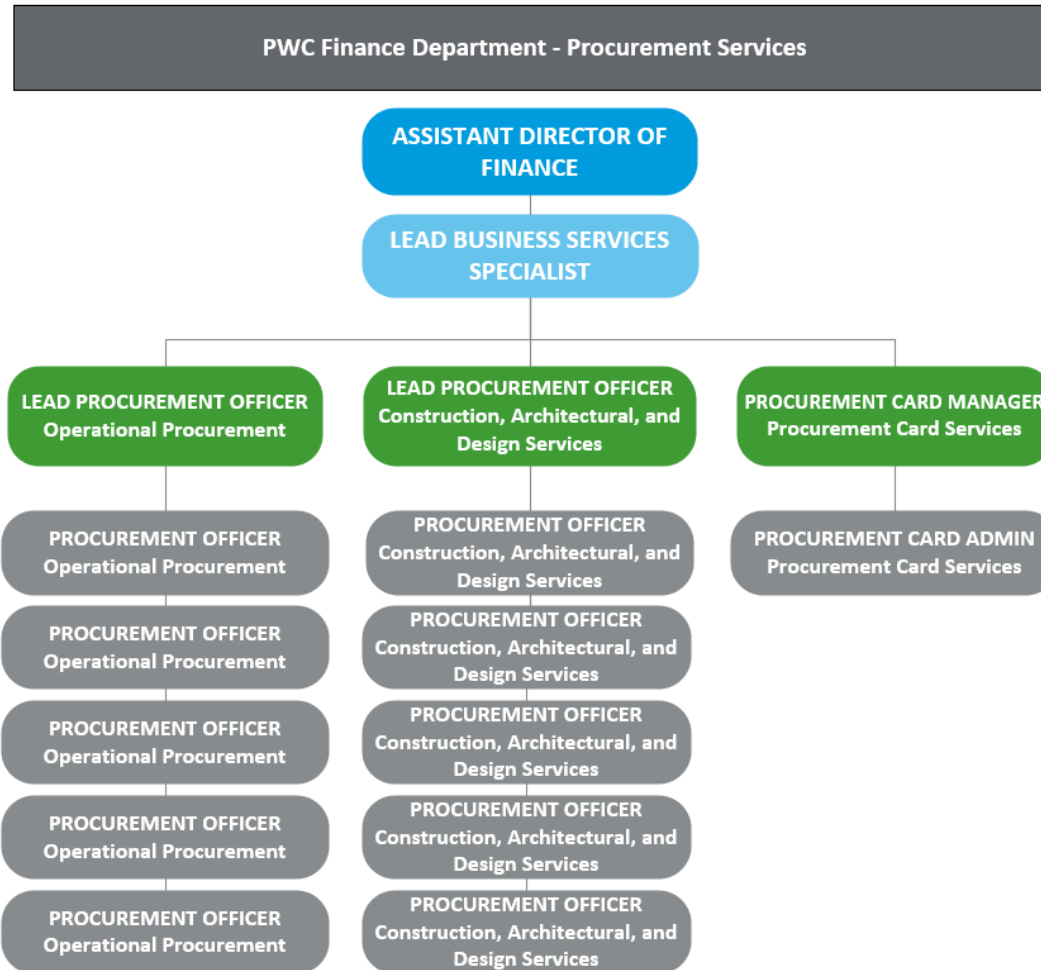 PWC Finance Department - Procurement Services
ASSISTANT DIRECTOR OF
FINANCE
LEAD BUSINESS SERVICES
SPECIALIST
LEAD PROCUREMENT OFFICER
Operational Procurement
LEAD PROCUREMENT OFFICER
Construction, Architectural, and
Design Services
PROCUREMENT CARD MANAGER
Procurement Card Services
PROCUREMENT OFFICER
Operational Procurement
PROCUREMENT OFFICER
Construction, Architectural, and
Design Services
PROCUREMENT CARD ADMIN
Procurement Card Services
PROCUREMENT OFFICER
Operational Procurement
PROCUREMENT OFFICER
Construction, Architectural, and
Design Services
PROCUREMENT OFFICER
Operational Procurement
PROCUREMENT OFFICER
Construction, Architectural, and
Design Services
PROCUREMENT OFFICER
Operational Procurement
PROCUREMENT OFFICER
Construction, Architectural, and
Design Services
PROCUREMENT OFFICER
Operational Procurement
PROCUREMENT OFFICER
Construction, Architectural, and
Design Services